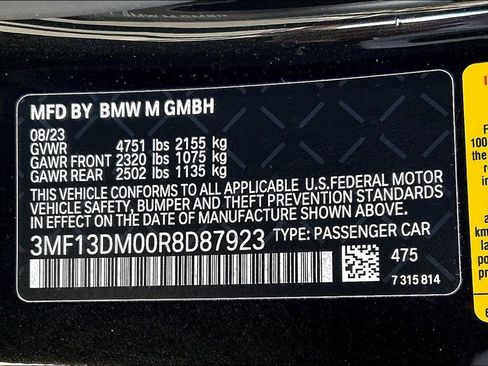 MFD BY BMW M GMBH
08/23
GVWR 4751 lbs 2155 kg
GAWR FRONT 2320 lbs 1075 kg
GAWR REAR 2502 lbs 1135 kg
THIS VEHICLE CONFORMS TO ALL APPLICABLE U.S.FEDERAL MOTOR
VEHICLE SAFETY, BUMPER AND THEFT PREVENTION STANDARDS
IN EFFECT ON THE DATE OF MANUFACTURE SHOWN ABOVE.
3MF13DM00R8D87923 TYPE: PASSENGER CAR
475
7 315 814
100
the